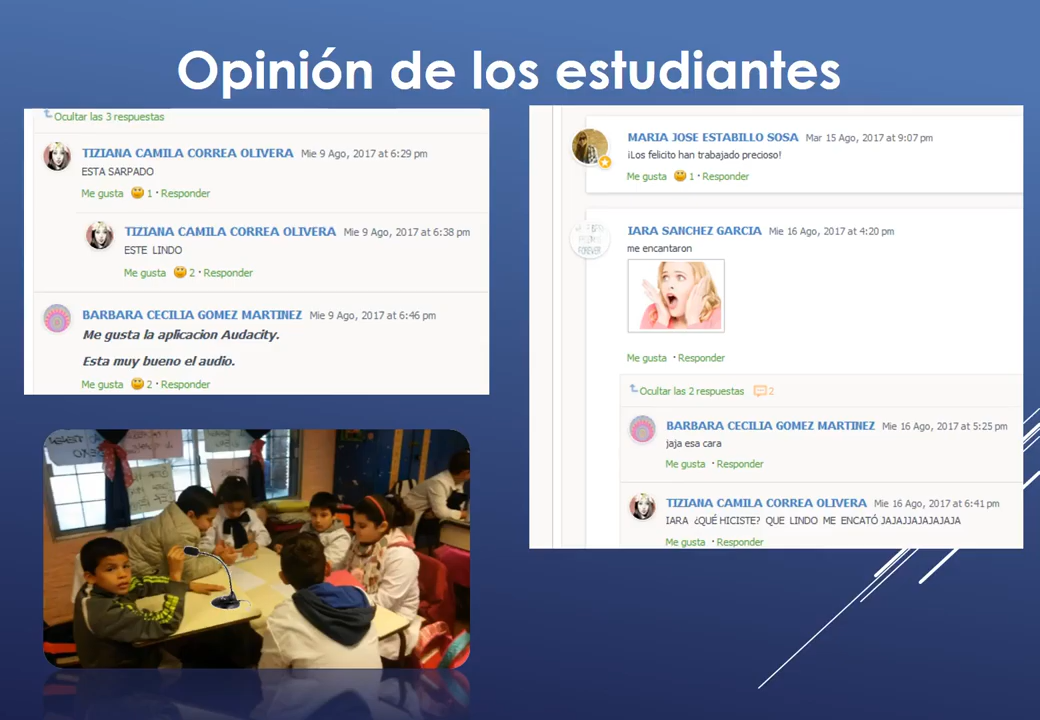 Opinión de los estudiantes
Ocultar las 3 respuestas
TIZIANA CAMILA CORREA OLIVERA Mie 9 Ago, 2017 at 6:29 pm
ESTA SARPADO
Me gusta 1 · Responder
TIZIANA CAMILA CORREA OLIVERA Mie 9 Ago, 2017 at 6:38 pm
ESTE LINDO
Me gusta 2 · Responder
BARBARA CECILIA GOMEZ MARTINEZ Mie 9 Ago, 2017 at 6:46 pm
Me gusta la aplicacion Audacity.
Esta muy bueno el audio.
Me gusta 2 · Responder
MARIA JOSE ESTABILLO SOSA Mar 15 Ago, 2017 at 9:07 pm
¡Los felicito han trabajado precioso!
Me gusta 1 · Responder
IARA SANCHEZ GARCIA Mie 16 Ago, 2017 at 4:20 pm
me encantaron
Me gusta · Responder
Ocultar las 2 respuestas 2
BARBARA CECILIA GOMEZ MARTINEZ Mie 16 Ago, 2017 at 5:25 pm
jaja esa cara
Me gusta · Responder
TIZIANA CAMILA CORREA OLIVERA Mie 16 Ago, 2017 at 6:41 pm
IARA ¿QUÉ HICISTE? QUE LINDO ME ENCATÓ JAJAJJAJAJAJAJA
Me gusta · Responder